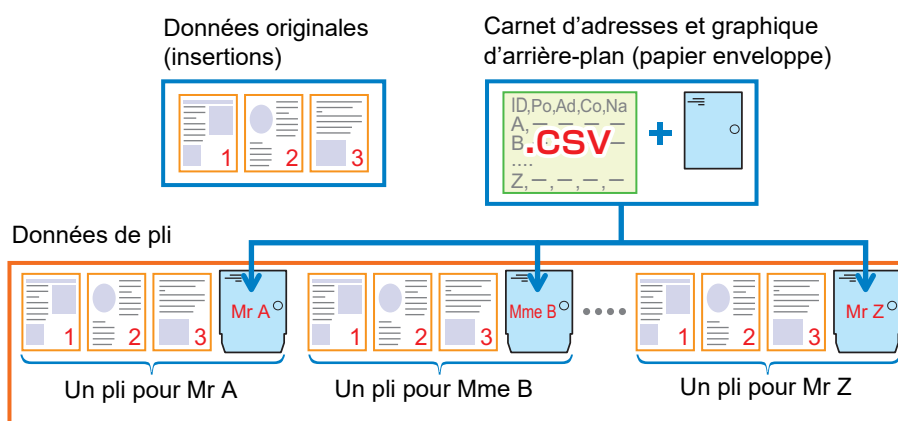 Données originales
(insertions)
1 2 3
Carnet d’adresses et graphique
d’arrière-plan (papier enveloppe)
ID,Po,Ad,Co,Na
A, — — — —
B, —
.CSV
....
Z, —, —, —, —
+
Données de pli
1 2 3 Mr A
1 2 3 Mme B
1 2 3 Mr Z
Un pli pour Mr A
Un pli pour Mme B
Un pli pour Mr Z